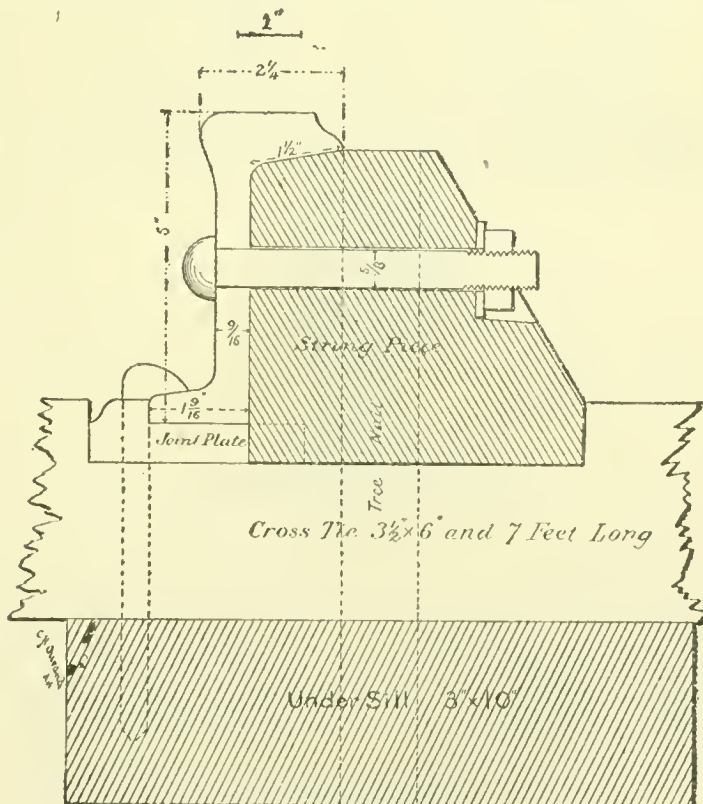 2"
2¼
1½"
5"
5/8
9/16
String Piece
1 9/16"
Joint Plate
Tree Nail
Cross Tie 3½"×6" and 7 Feet Long
Under Sill 3"×10"